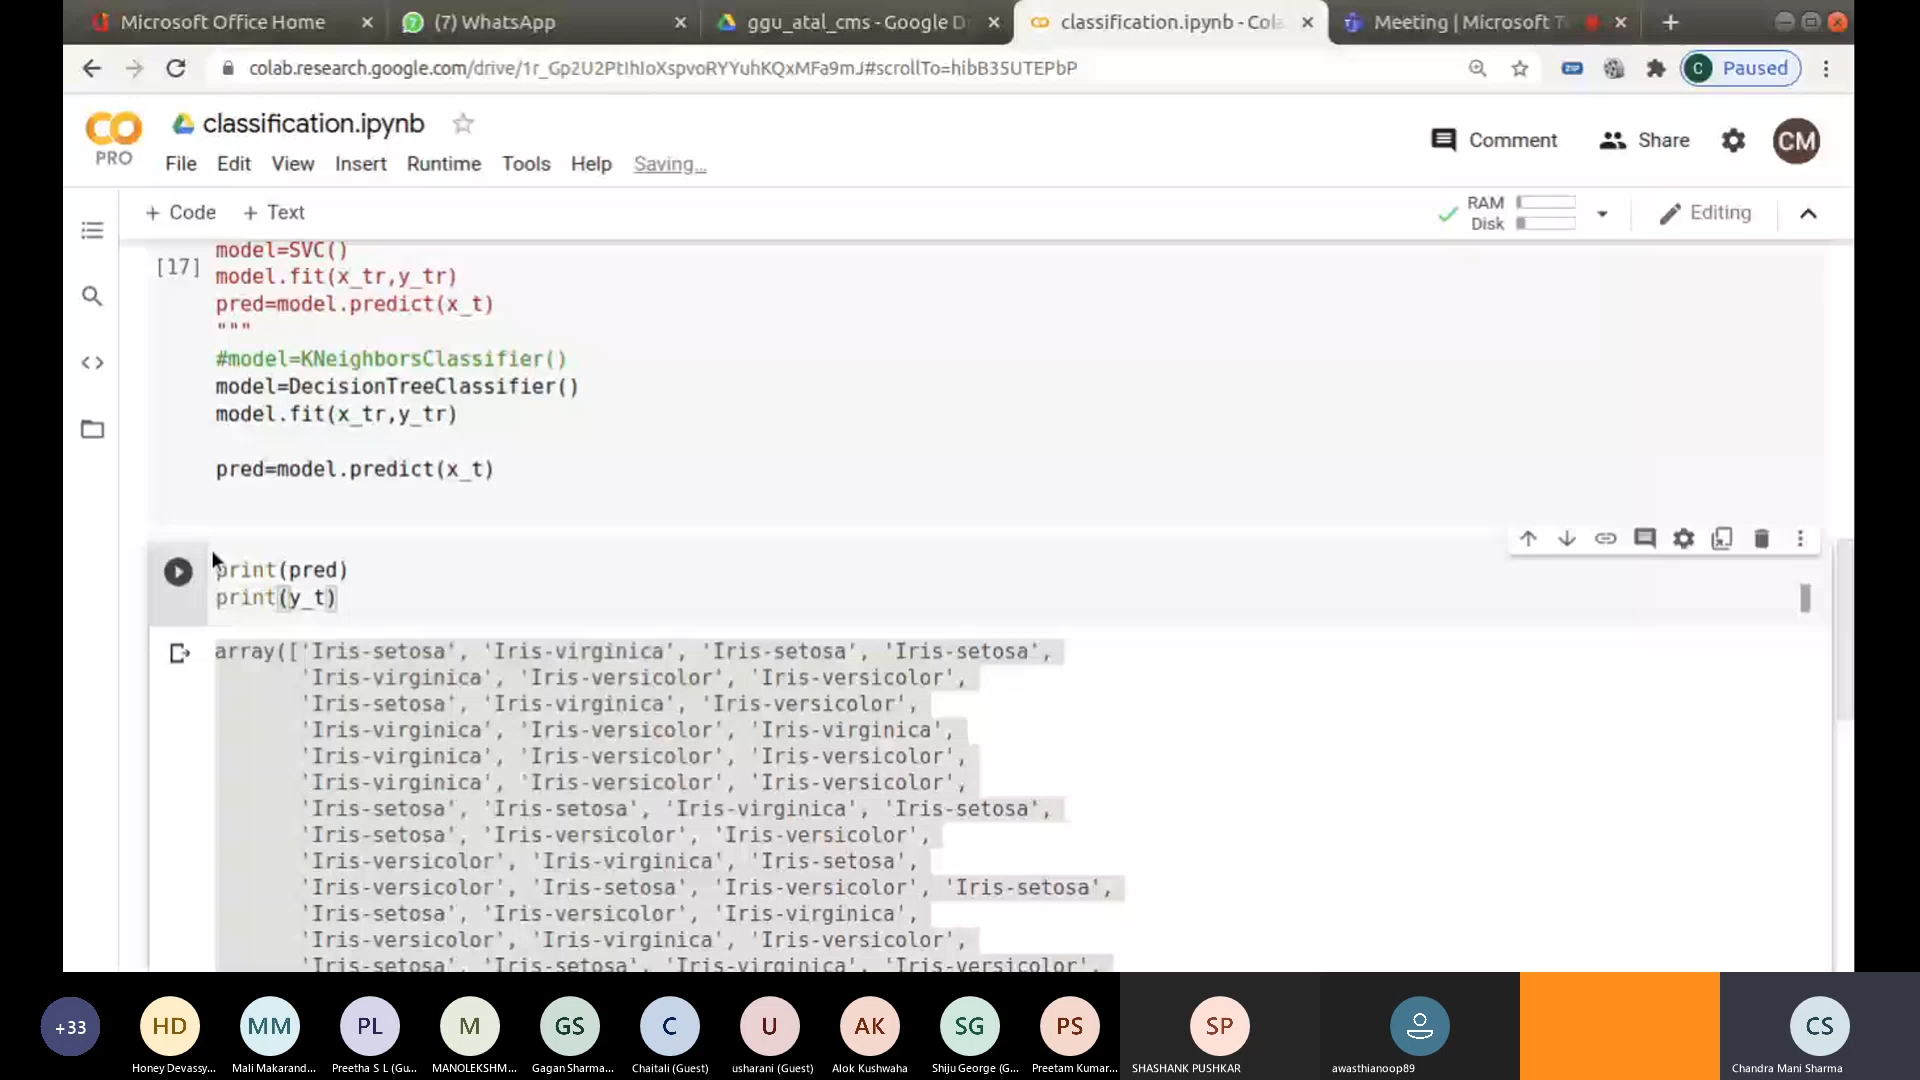 Microsoft Office Home
(7) WhatsApp
ggu_atal_cms - Google D
classification.ipynb - Cola
Meeting | Microsoft T
colab.research.google.com/drive/1r_Gp2U2PtIhIoXspvoRYYuhKQxMFa9mJ#scrollTo=hibB35UTEPbP
ZIP
C Paused
PRO
classification.ipynb
File Edit View Insert Runtime Tools Help Saving...
Comment
Share
CM
+ Code + Text
RAM
Disk
Editing
[17]
model=SVC()
model.fit(x_tr,y_tr)
pred=model.predict(x_t)
"""
#model=KNeighborsClassifier()
model=DecisionTreeClassifier()
model.fit(x_tr,y_tr)
pred=model.predict(x_t)
print(pred)
print(y_t)
array(['Iris-setosa', 'Iris-virginica', 'Iris-setosa', 'Iris-setosa',
'Iris-virginica', 'Iris-versicolor', 'Iris-versicolor',
'Iris-setosa', 'Iris-virginica', 'Iris-versicolor',
'Iris-virginica', 'Iris-versicolor', 'Iris-virginica',
'Iris-virginica', 'Iris-versicolor', 'Iris-versicolor',
'Iris-virginica', 'Iris-versicolor', 'Iris-versicolor',
'Iris-setosa', 'Iris-setosa', 'Iris-virginica', 'Iris-setosa',
'Iris-setosa', 'Iris-versicolor', 'Iris-versicolor',
'Iris-versicolor', 'Iris-virginica', 'Iris-setosa',
'Iris-versicolor', 'Iris-setosa', 'Iris-versicolor', 'Iris-setosa',
'Iris-setosa', 'Iris-versicolor', 'Iris-virginica',
'Iris-versicolor', 'Iris-virginica', 'Iris-versicolor',
'Iris-setosa', 'Iris-setosa', 'Iris-virginica', 'Iris-versicolor',
+33
HD MM PL M GS C U AK SG PS SP CS
Honey Devassy...
Mali Makarand...
Preetha S L (Gu...
MANOLEKSHM...
Gagan Sharma...
Chaitali (Guest)
usharani (Guest)
Alok Kushwaha
Shiju George (G...
Preetam Kumar...
SHASHANK PUSHKAR
awasthianoop89
Chandra Mani Sharma